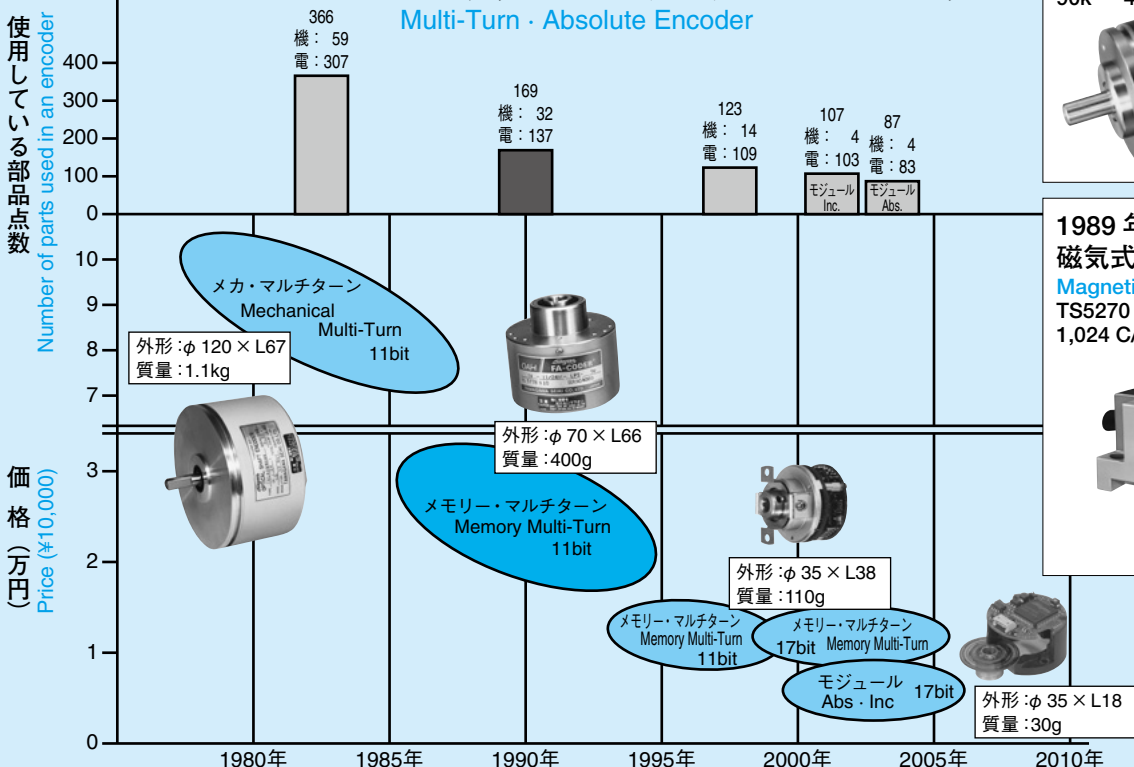 Multi-Turn · Absolute Encoder
使用している部品点数
Number of parts used in an encoder
400
300
200
100
0
366
機： 59
電：307
169
機： 32
電：137
123
機： 14
電：109
107
機： 4
電：103
モジュール
Inc.
87
機： 4
電：83
モジュール
Abs.
10
9
8
7
メカ・マルチターン
Mechanical
Multi-Turn
11bit
外形：φ 120 × L67
質量：1.1kg
FA-CODER
外形：φ 70 × L66
質量：400g
価格（万円）
Price (¥10,000)
3
2
1
0
メモリー・マルチターン
Memory Multi-Turn
11bit
外形：φ 35 × L38
質量：110g
メモリー・マルチターン
Memory Multi-Turn
11bit
メモリー・マルチターン
17bit Memory Multi-Turn
モジュール 17bit
Abs · Inc
外形：φ 35 × L18
質量：30g
1980年 1985年 1990年 1995年 2000年 2005年 2010年
1989 年
磁気式
Magneti
TS5270
1,024 C/